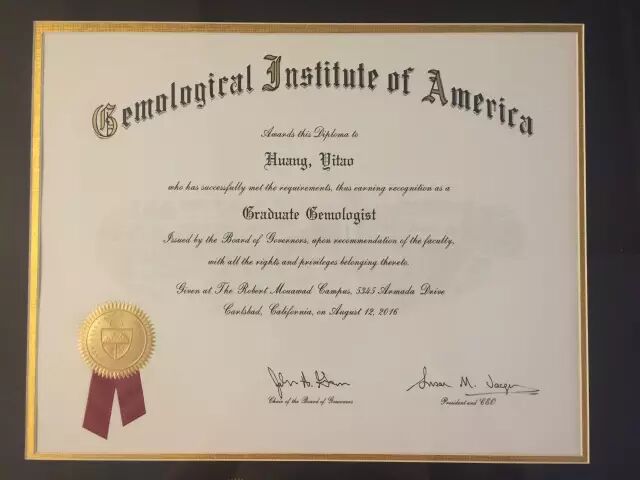 Gemological Institute of America
Awards this Diploma to
Huang, Yitao
who has successfully met the requirements, thus earning recognition as a
Graduate Gemologist
Issued by the Board of Governors, upon recommendation of the faculty,
with all the rights and privileges belonging thereto.
Given at The Robert Mouawad Campus, 5345 Armada Drive
Carlsbad, California, on August 12, 2016
Susan M. Jacques
Chair of the Board of Governors
President and CEO